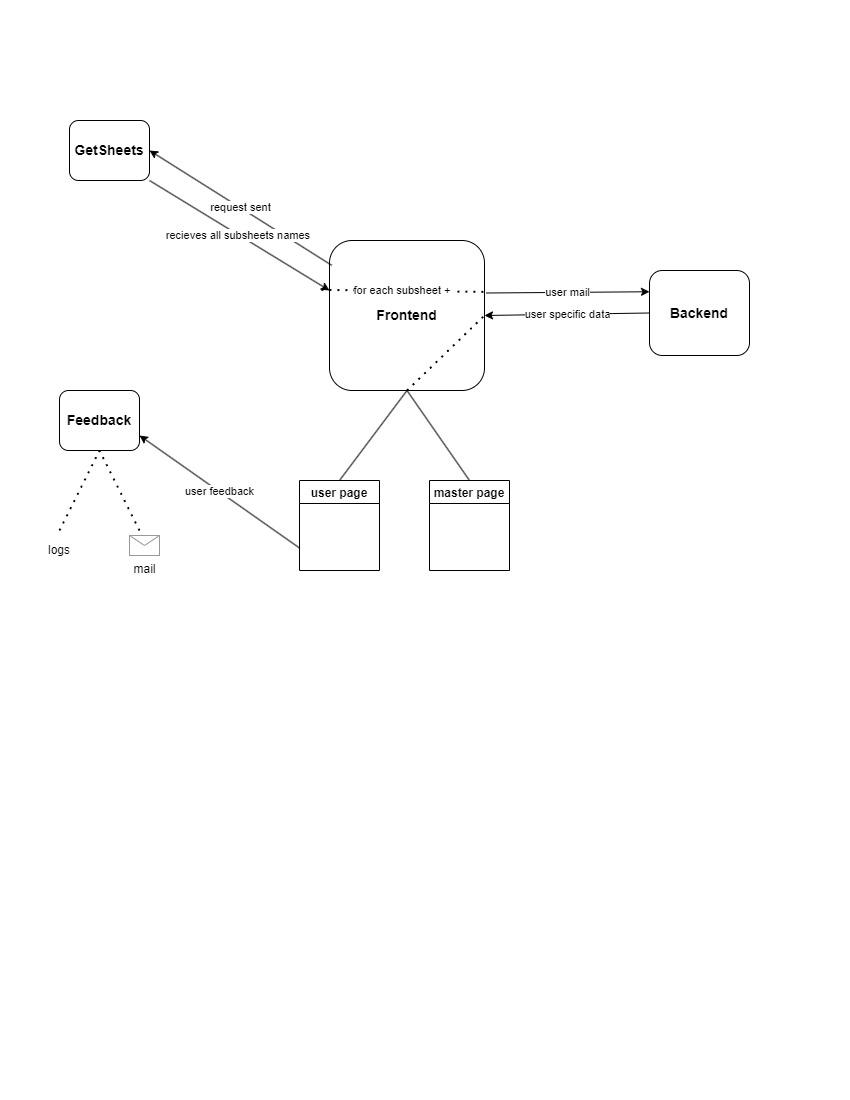 GetSheets
request sent
recieves all subsheets names
for each subsheet +
Frontend
user mail
user specific data
Backend
Feedback
user feedback
user page
master page
logs
mail